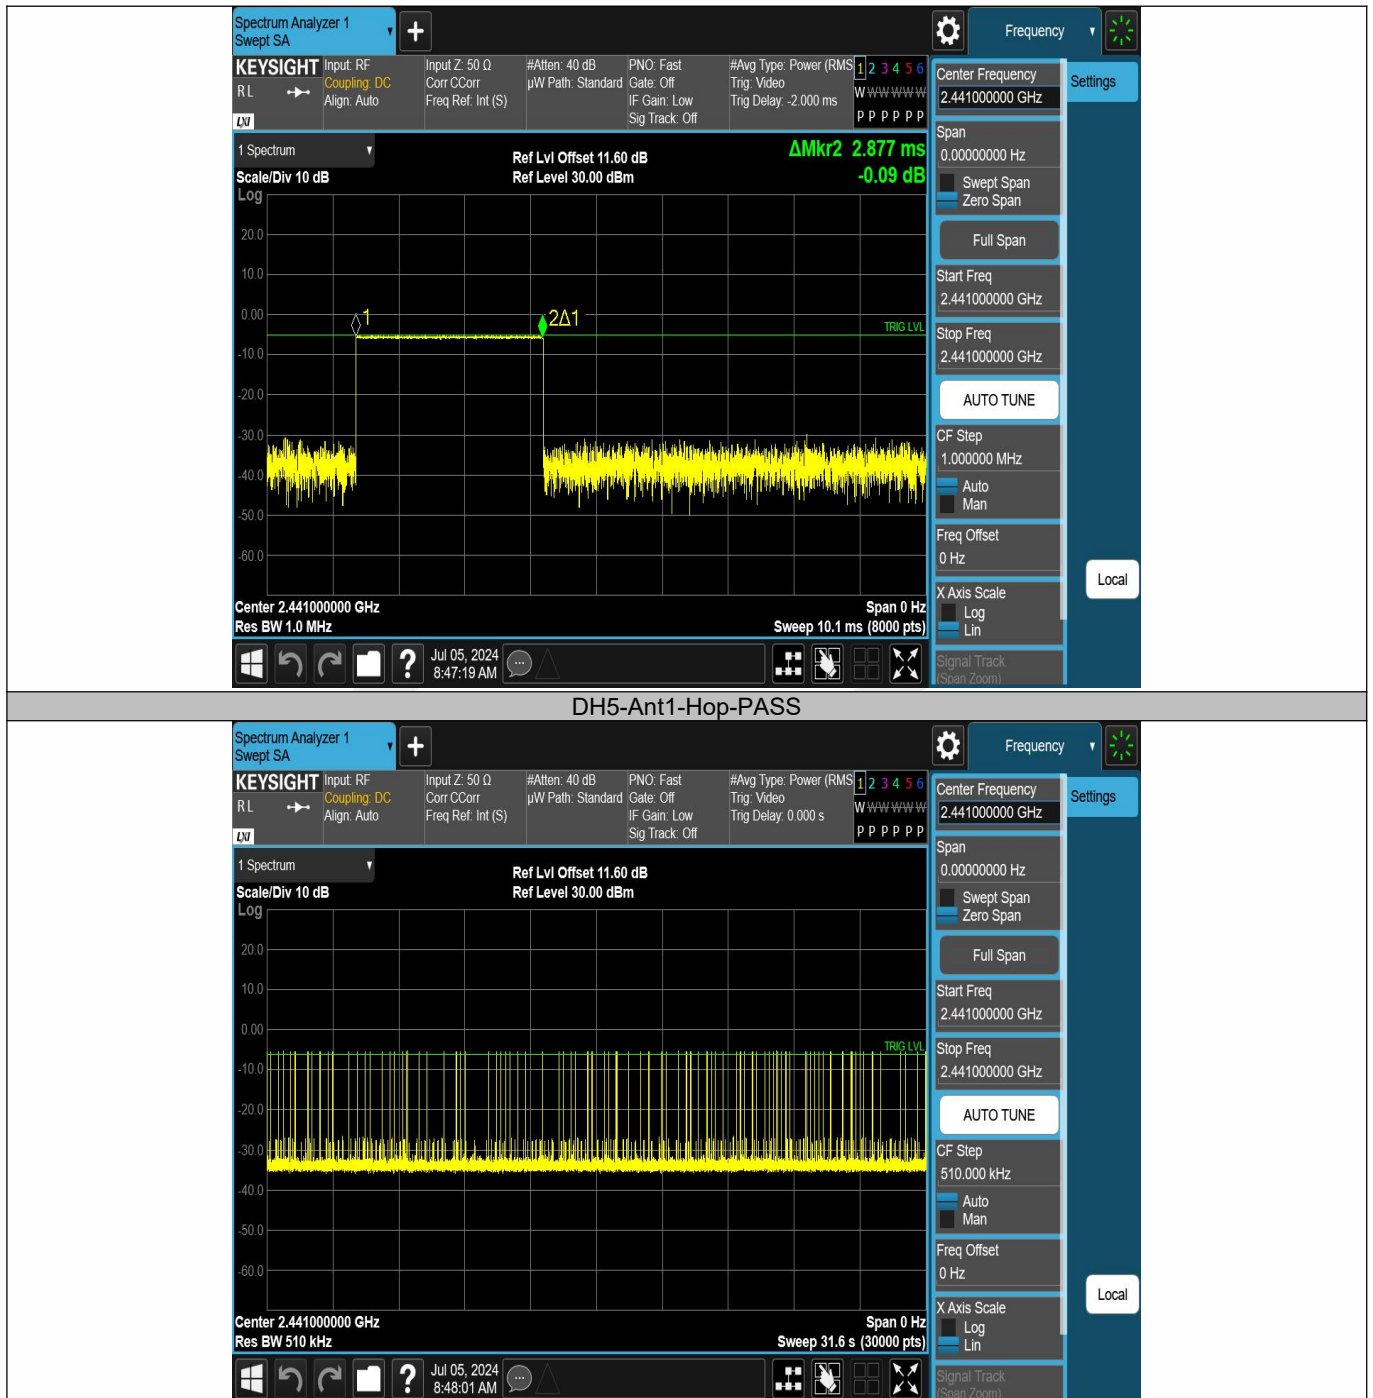 Spectrum Analyzer 1
Swept SA
Frequency
KEYSIGHT
RL
LXI
Input: RF
Coupling: DC
Align: Auto
Input Z: 50 Ω
Corr CCorr
Freq Ref: Int (S)
#Atten: 40 dB
µW Path: Standard
PNO: Fast
Gate: Off
IF Gain: Low
Sig Track: Off
#Avg Type: Power (RMS
Trig: Video
Trig Delay: -2.000 ms
1 2 3 4 5 6
W W W W W W
P P P P P P
1 Spectrum
Scale/Div 10 dB
Log
Ref Lvl Offset 11.60 dB
Ref Level 30.00 dBm
ΔMkr2 2.877 ms
-0.09 dB
20.0
10.0
0.00
-10.0
-20.0
-30.0
-40.0
-50.0
-60.0
1
2Δ1
TRIG LVL
Center 2.441000000 GHz
Res BW 1.0 MHz
Span 0 Hz
Sweep 10.1 ms (8000 pts)
Jul 05, 2024
8:47:19 AM
Center Frequency
2.441000000 GHz
Settings
Span
0.00000000 Hz
Swept Span
Zero Span
Full Span
Start Freq
2.441000000 GHz
Stop Freq
2.441000000 GHz
AUTO TUNE
CF Step
1.000000 MHz
Auto
Man
Freq Offset
0 Hz
X Axis Scale
Log
Lin
Signal Track
(Span Zoom)
Local
DH5-Ant1-Hop-PASS
Spectrum Analyzer 1
Swept SA
Frequency
KEYSIGHT
RL
LXI
Input: RF
Coupling: DC
Align: Auto
Input Z: 50 Ω
Corr CCorr
Freq Ref: Int (S)
#Atten: 40 dB
µW Path: Standard
PNO: Fast
Gate: Off
IF Gain: Low
Sig Track: Off
#Avg Type: Power (RMS
Trig: Video
Trig Delay: 0.000 s
1 2 3 4 5 6
W W W W W W
P P P P P P
1 Spectrum
Scale/Div 10 dB
Log
Ref Lvl Offset 11.60 dB
Ref Level 30.00 dBm
20.0
10.0
0.00
-10.0
-20.0
-30.0
-40.0
-50.0
-60.0
TRIG LVL
Center 2.441000000 GHz
Res BW 510 kHz
Span 0 Hz
Sweep 31.6 s (30000 pts)
Jul 05, 2024
8:48:01 AM
Center Frequency
2.441000000 GHz
Settings
Span
0.00000000 Hz
Swept Span
Zero Span
Full Span
Start Freq
2.441000000 GHz
Stop Freq
2.441000000 GHz
AUTO TUNE
CF Step
510.000 kHz
Auto
Man
Freq Offset
0 Hz
X Axis Scale
Log
Lin
Signal Track
(Span Zoom)
Local